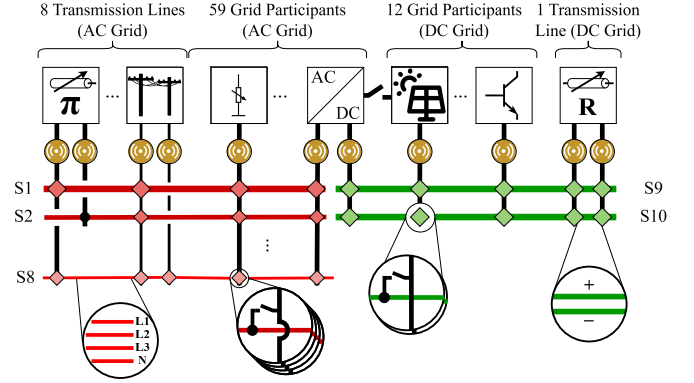 8 Transmission Lines
(AC Grid)
59 Grid Participants
(AC Grid)
12 Grid Participants
(DC Grid)
1 Transmission
Line (DC Grid)
π
...
...
AC
DC
...
R
S1
S9
S2
S10
...
S8
L1
L2
L3
N
+
−